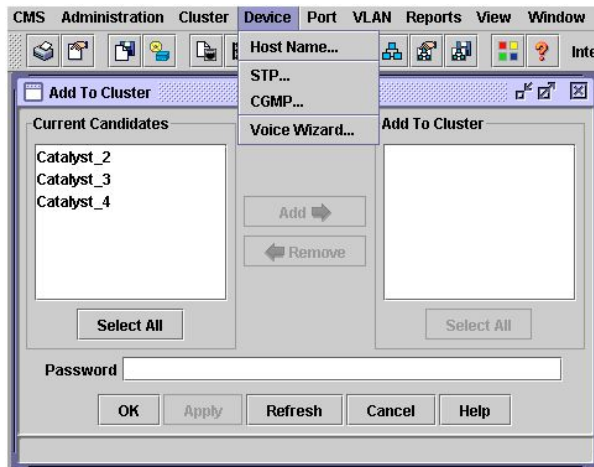 CMS Administration Cluster Device Port VLAN Reports View Window
Host Name...
STP...
CGMP...
Voice Wizard...
Add To Cluster
Current Candidates
Catalyst_2
Catalyst_3
Catalyst_4
Select All
Add
Remove
Add To Cluster
Select All
Password
OK Apply Refresh Cancel Help